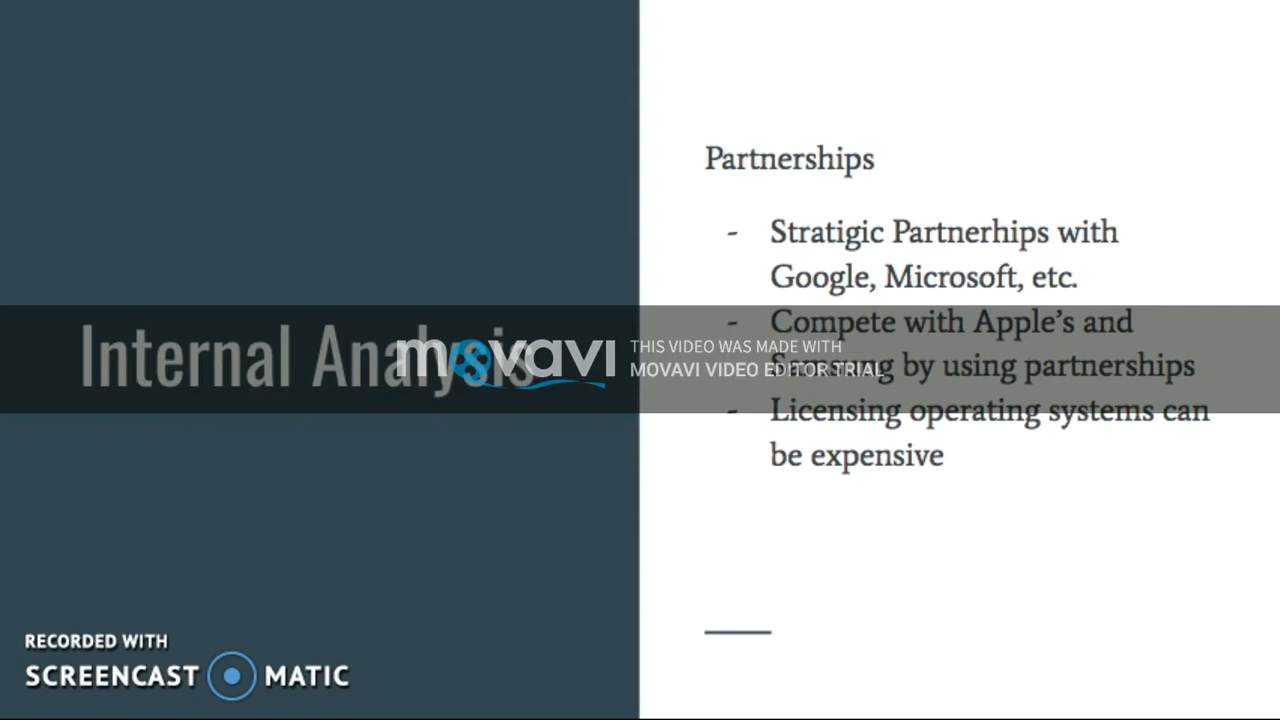 Partnerships
- Stratigic Partnerhips with
Google, Microsoft, etc.
- Compete with Apple's and
Samsung by using partnerships
- Licensing operating systems can
be expensive
Internal Analysis
movavi
THIS VIDEO WAS MADE WITH
MOVAVI VIDEO EDITOR TRIAL
RECORDED WITH
SCREENCAST MATIC